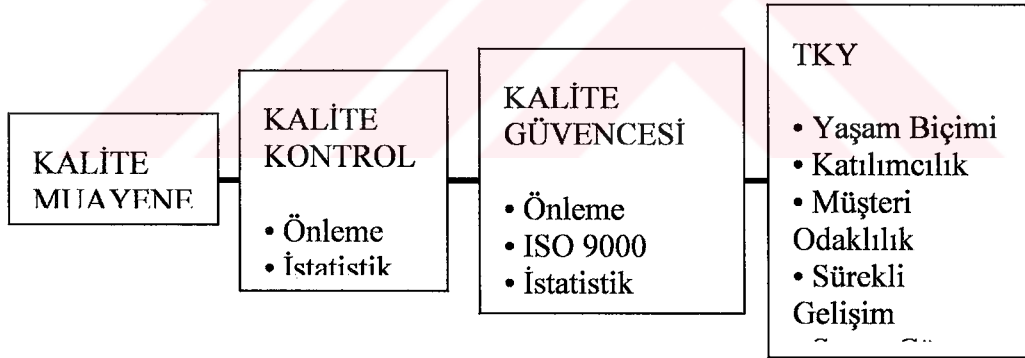 KALİTE
MUAYENE
KALİTE
KONTROL
• Önleme
• İstatistik
KALİTE
GÜVENCESİ
• Önleme
• ISO 9000
• İstatistik
TKY
• Yaşam Biçimi
• Katılımcılık
• Müşteri
Odaklılık
• Sürekli
Gelişim